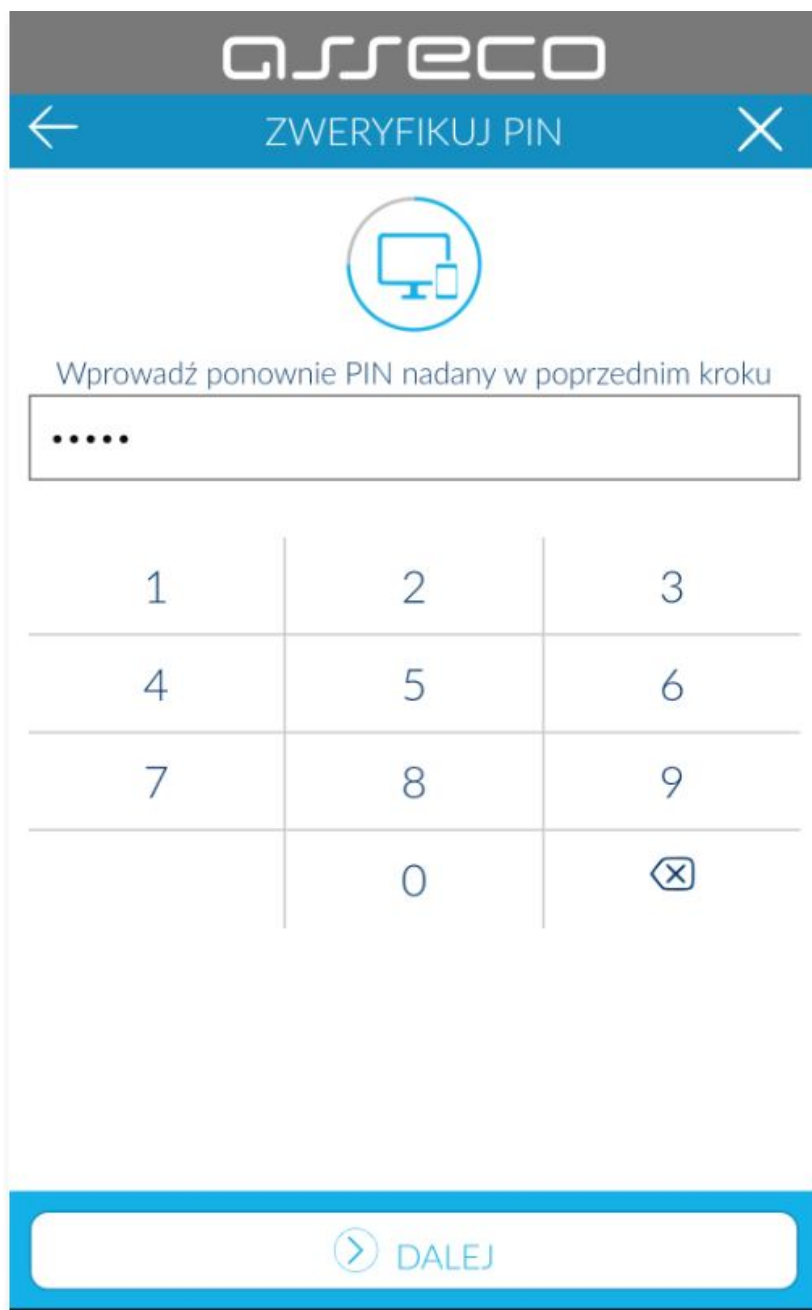 asseco
ZWERYFIKUJ PIN
Wprowadź ponownie PIN nadany w poprzednim kroku
•••••
1 2 3
4 5 6
7 8 9
0
DALEJ